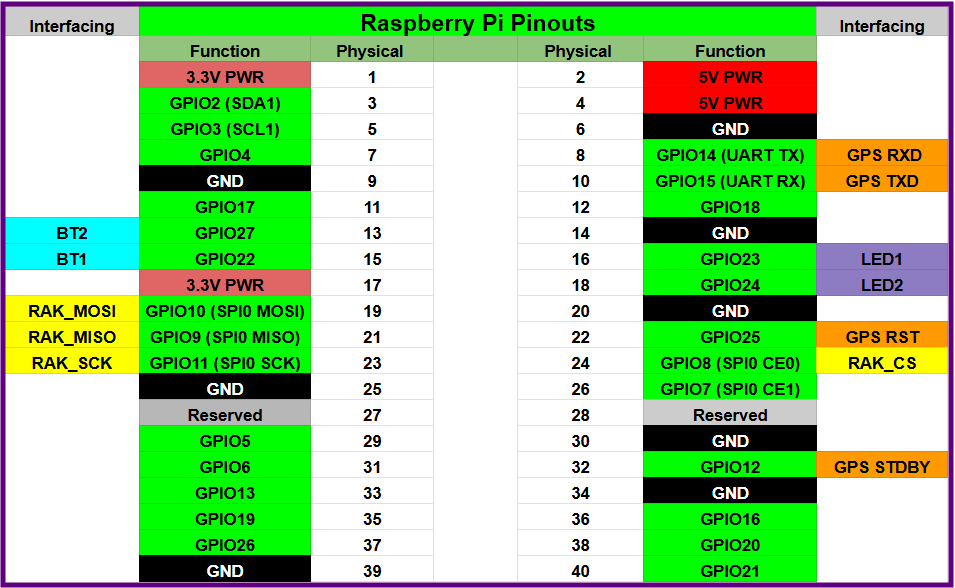 Interfacing Raspberry Pi Pinouts Interfacing
Function Physical Physical Function
3.3V PWR 1 2 5V PWR
GPIO2 (SDA1) 3 4 5V PWR
GPIO3 (SCL1) 5 6 GND
GPIO4 7 8 GPIO14 (UART TX) GPS RXD
GND 9 10 GPIO15 (UART RX) GPS TXD
GPIO17 11 12 GPIO18
BT2 GPIO27 13 14 GND
BT1 GPIO22 15 16 GPIO23 LED1
3.3V PWR 17 18 GPIO24 LED2
RAK_MOSI GPIO10 (SPI0 MOSI) 19 20 GND
RAK_MISO GPIO9 (SPI0 MISO) 21 22 GPIO25 GPS RST
RAK_SCK GPIO11 (SPI0 SCK) 23 24 GPIO8 (SPI0 CE0) RAK_CS
GND 25 26 GPIO7 (SPI0 CE1)
Reserved 27 28 Reserved
GPIO5 29 30 GND
GPIO6 31 32 GPIO12 GPS STDBY
GPIO13 33 34 GND
GPIO19 35 36 GPIO16
GPIO26 37 38 GPIO20
GND 39 40 GPIO21